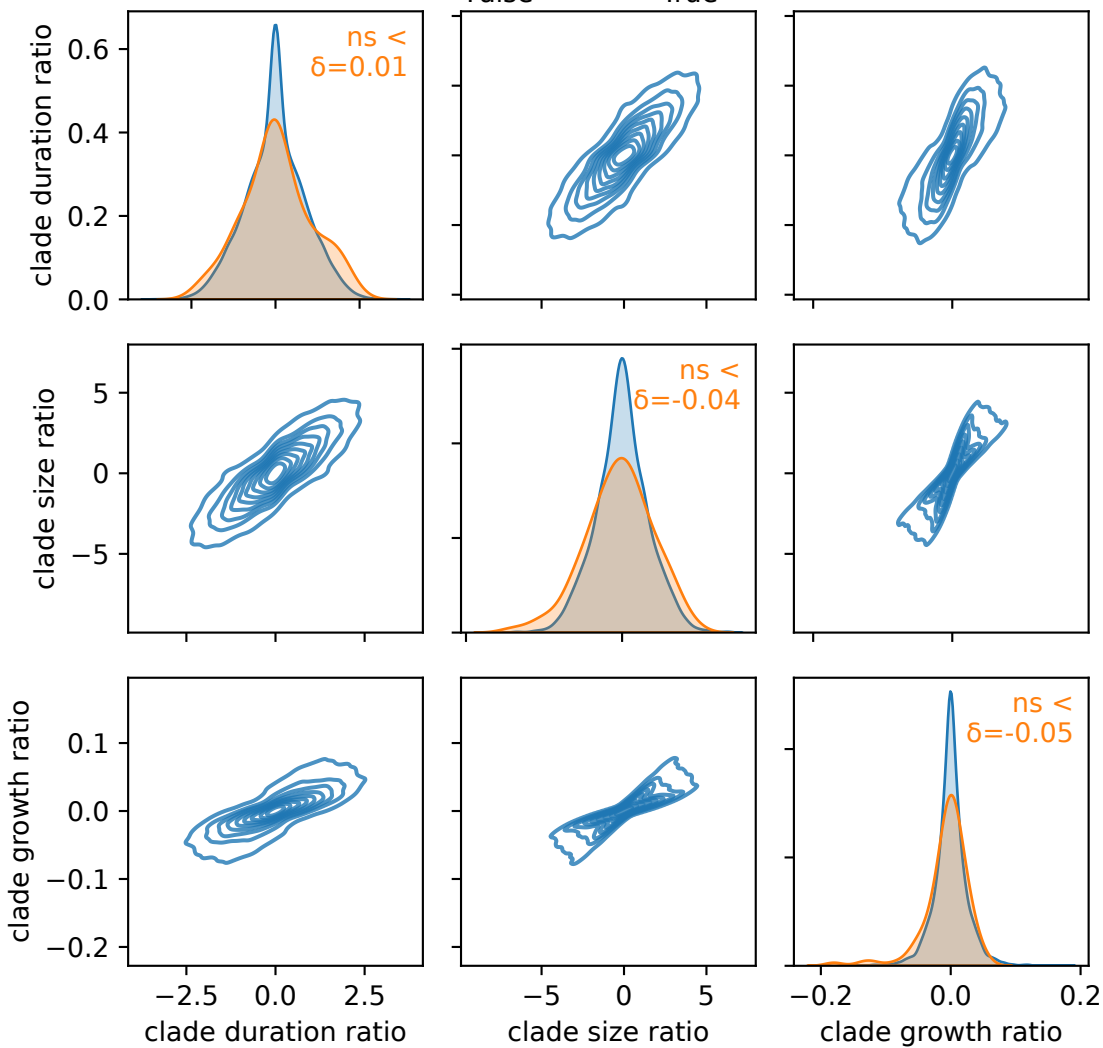 ns <
δ=0.01
clade duration ratio
0.6
0.4
0.2
0.0
clade size ratio
5
0
−5
ns <
δ=-0.04
clade growth ratio
0.1
0.0
−0.1
−0.2
ns <
δ=-0.05
−2.5 0.0 2.5
−5 0 5
−0.2 0.0 0.2
clade duration ratio
clade size ratio
clade growth ratio